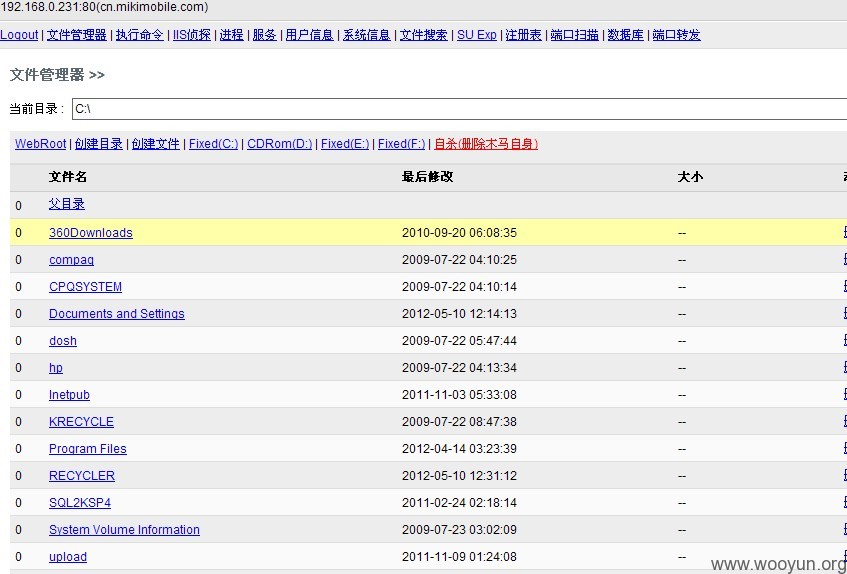 192.168.0.231:80(cn.mikimobile.com)
Logout | 文件管理器 | 执行命令 | IIS侦探 | 进程 | 服务 | 用户信息 | 系统信息 | 文件搜索 | SU Exp | 注册表 | 端口扫描 | 数据库 | 端口转发
文件管理器 >>
当前目录 : C:\
WebRoot | 创建目录 | 创建文件 | Fixed(C:) | CDRom(D:) | Fixed(E:) | Fixed(F:) | 自杀(删除木马自身)
文件名 最后修改 大小
0 父目录
0 360Downloads 2010-09-20 06:08:35 --
0 compaq 2009-07-22 04:10:25 --
0 CPQSYSTEM 2009-07-22 04:10:14 --
0 Documents and Settings 2012-05-10 12:14:13 --
0 dosh 2009-07-22 05:47:44 --
0 hp 2009-07-22 04:13:34 --
0 Inetpub 2011-11-03 05:33:08 --
0 KRECYCLE 2009-07-22 08:47:38 --
0 Program Files 2012-04-14 03:23:39 --
0 RECYCLER 2012-05-10 12:31:12 --
0 SQL2KSP4 2011-02-24 02:18:14 --
0 System Volume Information 2009-07-23 03:02:09 --
0 upload 2011-11-09 01:24:08 --
www.wooyun.org